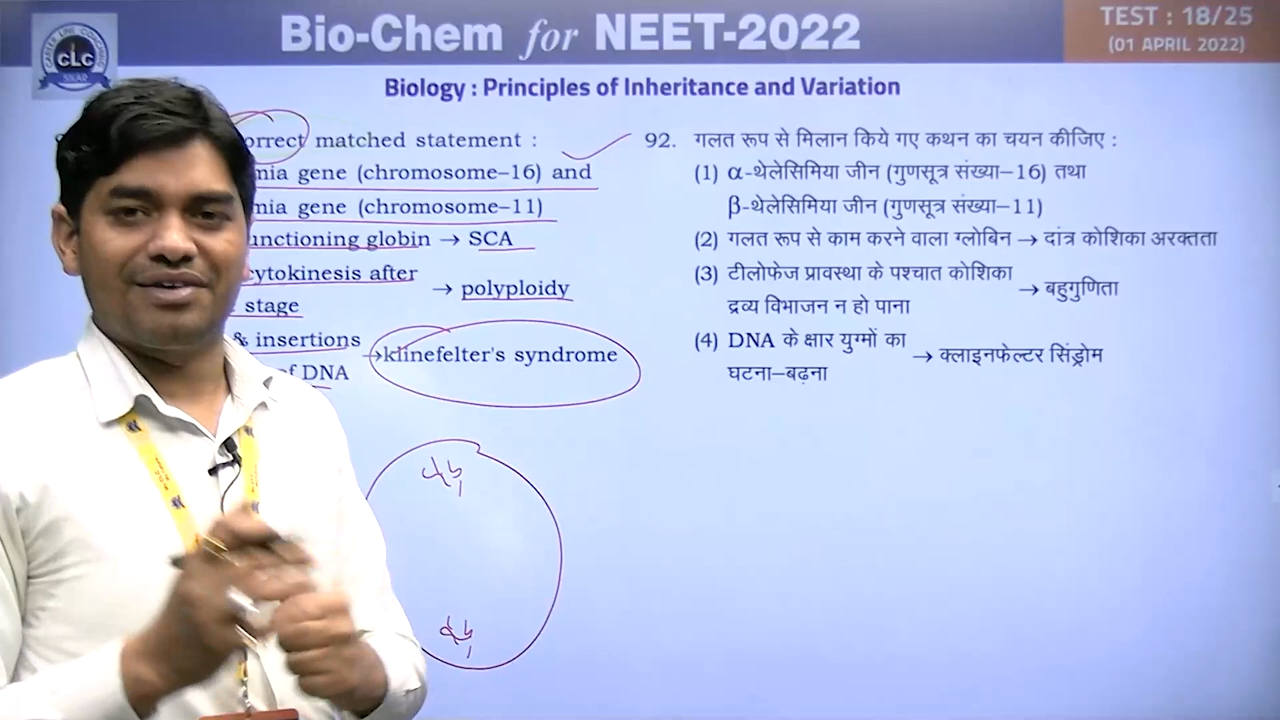 Bio-Chem for NEET-2022
TEST : 18/25
(01 APRIL 2022)
CLC
SIKAR
Biology : Principles of Inheritance and Variation
orrect matched statement :
nia gene (chromosome–16) and
nia gene (chromosome–11)
unctioning globin → SCA
cytokinesis after
stage
→ polyploidy
& insertions
of DNA
→klinefelter's syndrome
92. गलत रूप से मिलान किये गए कथन का चयन कीजिए :
(1) α-थेलेसिमिया जीन (गुणसूत्र संख्या–16) तथा
β-थेलेसिमिया जीन (गुणसूत्र संख्या–11)
(2) गलत रूप से काम करने वाला ग्लोबिन → दात्र कोशिका अरक्तता
(3) टीलोफेज प्रावस्था के पश्चात कोशिका
द्रव्य विभाजन न हो पाना
→ बहुगुणिता
(4) DNA के क्षार युग्मों का
घटना–बढ़ना
→ क्लाइनफेल्टर सिंड्रोम